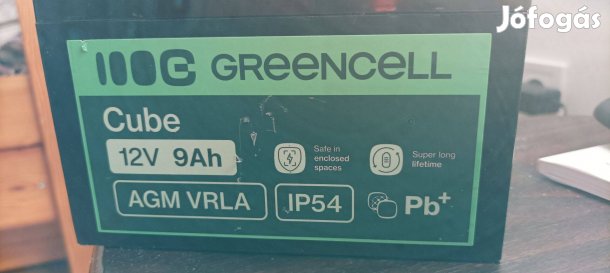 Jófogás
GREENCELL
Cube
12V 9Ah
Safe in
enclosed
spaces
Super long
lifetime
AGM VRLA
IP54
Pb+